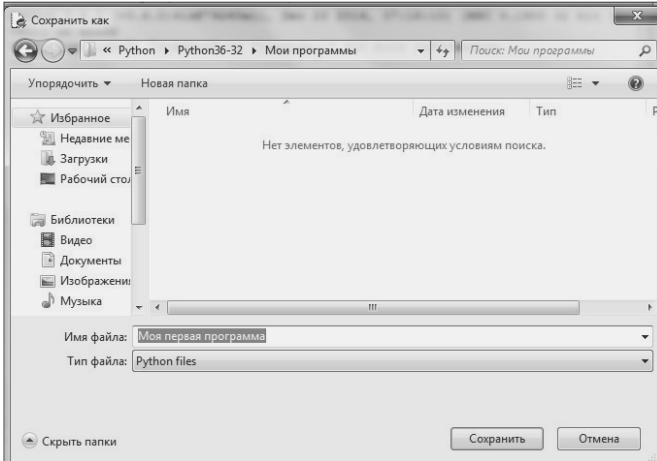 Сохранить как
« Python Python36-32 Мои программы Поиск: Мои программы
Упорядочить Новая папка
Избранное
Недавние ме
Загрузки
Рабочий стол
Библиотеки
Видео
Документы
Изображения
Музыка
Имя Дата изменения Тип Р
Нет элементов, удовлетворяющих условиям поиска.
Имя файла: Моя первая программа
Тип файла: Python files
Скрыть папки Сохранить Отмена